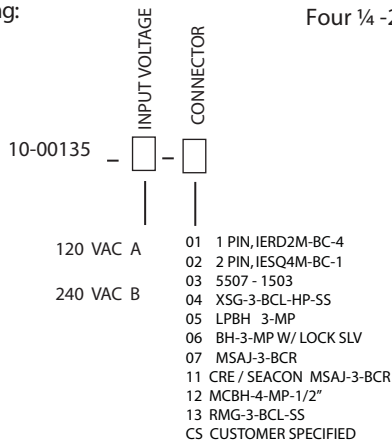 ng:
Four ¼ -2
INPUT VOLTAGE
CONNECTOR
10-00135 _ –
120 VAC A
240 VAC B
01 1 PIN, IERD2M-BC-4
02 2 PIN, IESQ4M-BC-1
03 5507 - 1503
04 XSG-3-BCL-HP-SS
05 LPBH 3-MP
06 BH-3-MP W/ LOCK SLV
07 MSAJ-3-BCR
11 CRE / SEACON MSAJ-3-BCR
12 MCBH-4-MP-1/2"
13 RMG-3-BCL-SS
CS CUSTOMER SPECIFIED